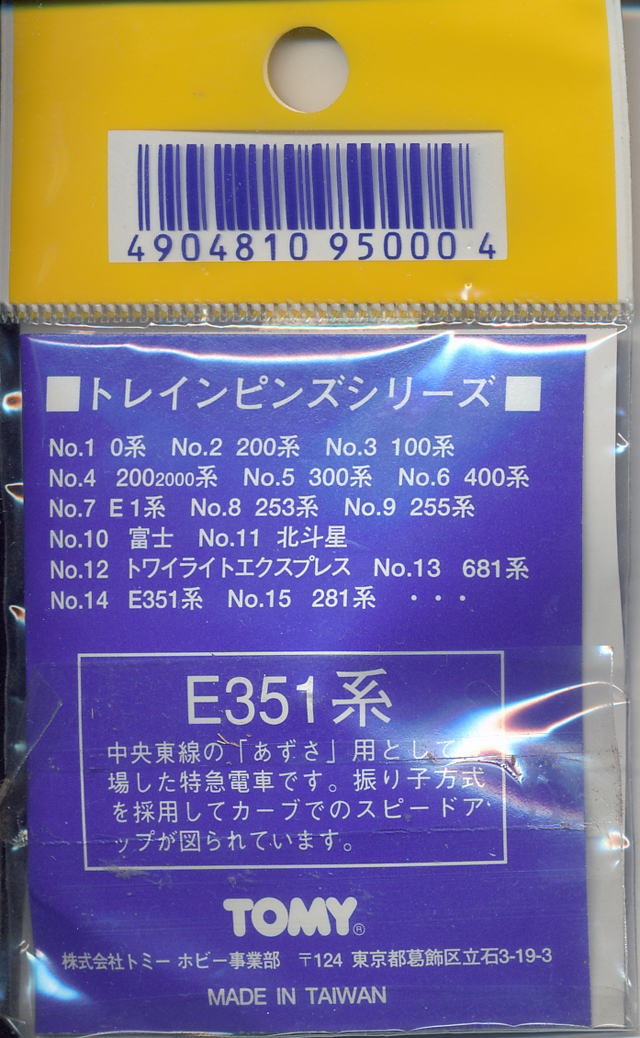 4904810 95000 4
■トレインピンズシリーズ■
No.1 0系 No.2 200系 No.3 100系
No.4 200 2000系 No.5 300系 No.6 400系
No.7 E1系 No.8 253系 No.9 255系
No.10 富士 No.11 北斗星
No.12 トワイライトエクスプレス No.13 681系
No.14 E351系 No.15 281系 ・・・
E351系
中央東線の「あずさ」用として
場した特急電車です。振り子方式
を採用してカーブでのスピードア
ップが図られています。
TOMY®
株式会社トミー ホビー事業部 〒124 東京都葛飾区立石3-19-3
MADE IN TAIWAN